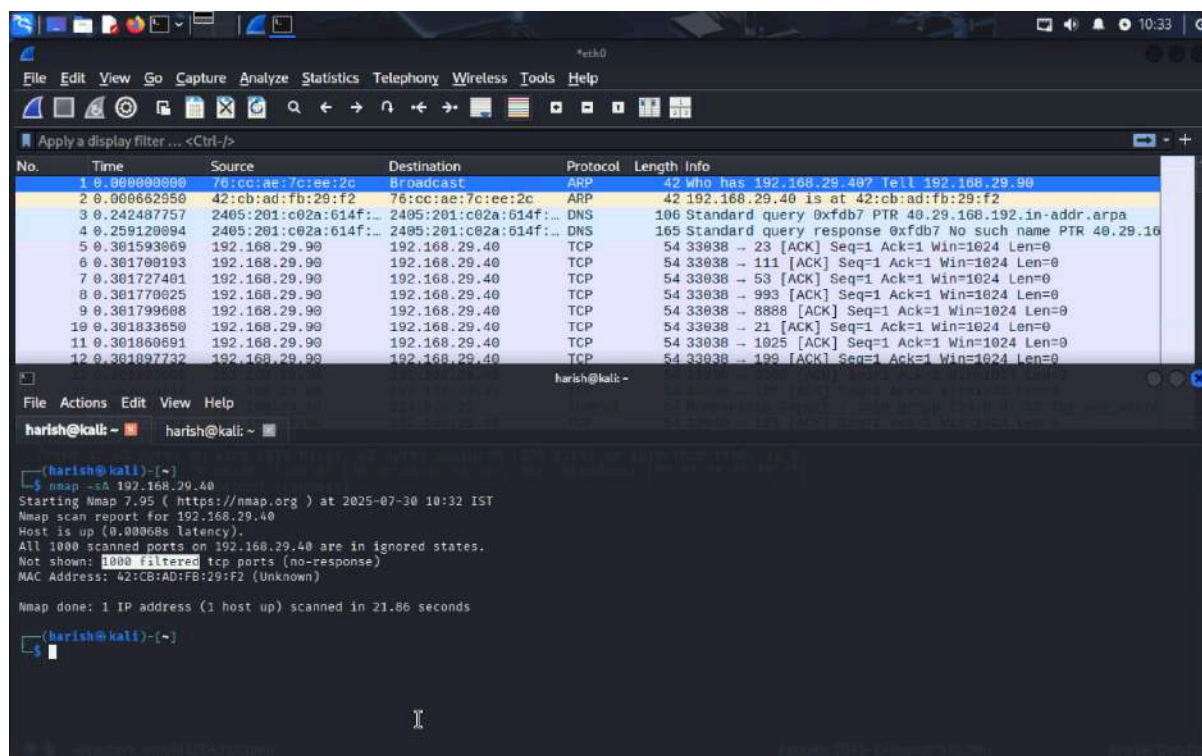 10:33
*eth0
File Edit View Go Capture Analyze Statistics Telephony Wireless Tools Help
Apply a display filter ... <Ctrl-/>
No. Time Source Destination Protocol Length Info
1 0.000000000 76:cc:ae:7c:ee:2c Broadcast ARP 42 Who has 192.168.29.40? Tell 192.168.29.90
2 0.000662950 42:cb:ad:fb:29:f2 76:cc:ae:7c:ee:2c ARP 42 192.168.29.40 is at 42:cb:ad:fb:29:f2
3 0.242487757 2405:201:c02a:614f:… 2405:201:c02a:614f:… DNS 106 Standard query 0xfdb7 PTR 40.29.168.192.in-addr.arpa
4 0.259120094 2405:201:c02a:614f:… 2405:201:c02a:614f:… DNS 165 Standard query response 0xfdb7 No such name PTR 40.29.16
5 0.301593069 192.168.29.90 192.168.29.40 TCP 54 33038 → 23 [ACK] Seq=1 Ack=1 Win=1024 Len=0
6 0.301700193 192.168.29.90 192.168.29.40 TCP 54 33038 → 111 [ACK] Seq=1 Ack=1 Win=1024 Len=0
7 0.301727401 192.168.29.90 192.168.29.40 TCP 54 33038 → 53 [ACK] Seq=1 Ack=1 Win=1024 Len=0
8 0.301770025 192.168.29.90 192.168.29.40 TCP 54 33038 → 993 [ACK] Seq=1 Ack=1 Win=1024 Len=0
9 0.301799608 192.168.29.90 192.168.29.40 TCP 54 33038 → 8888 [ACK] Seq=1 Ack=1 Win=1024 Len=0
10 0.301833650 192.168.29.90 192.168.29.40 TCP 54 33038 → 21 [ACK] Seq=1 Ack=1 Win=1024 Len=0
11 0.301860691 192.168.29.90 192.168.29.40 TCP 54 33038 → 1025 [ACK] Seq=1 Ack=1 Win=1024 Len=0
12 0.301897732 192.168.29.90 192.168.29.40 TCP 54 33038 → 199 [ACK] Seq=1 Ack=1 Win=1024 Len=0
harish@kali: ~
File Actions Edit View Help
harish@kali: ~ harish@kali: ~
┌──(harish㉿kali)-[~]
└─$ nmap -sA 192.168.29.40
Starting Nmap 7.95 ( https://nmap.org ) at 2025-07-30 10:32 IST
Nmap scan report for 192.168.29.40
Host is up (0.00068s latency).
All 1000 scanned ports on 192.168.29.40 are in ignored states.
Not shown: 1000 filtered tcp ports (no-response)
MAC Address: 42:CB:AD:FB:29:F2 (Unknown)
Nmap done: 1 IP address (1 host up) scanned in 21.86 seconds
┌──(harish㉿kali)-[~]
└─$